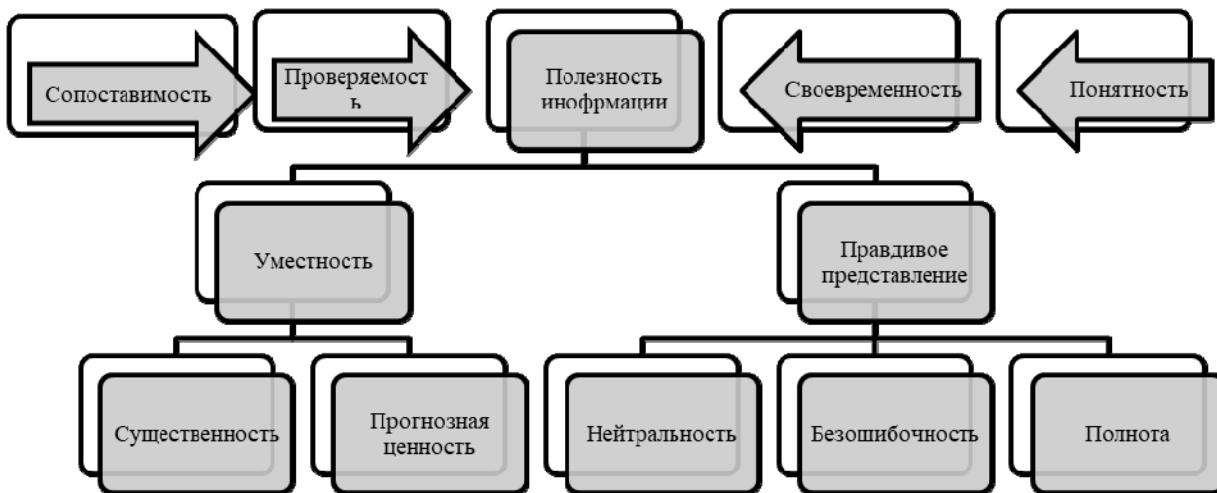 Сопоставимость
Проверяемост
ь
Полезность
инофрмации
Своевременность
Понятность
Уместность
Правдивое
представление
Существенность
Прогнозная
ценность
Нейтральность
Безошибочность
Полнота